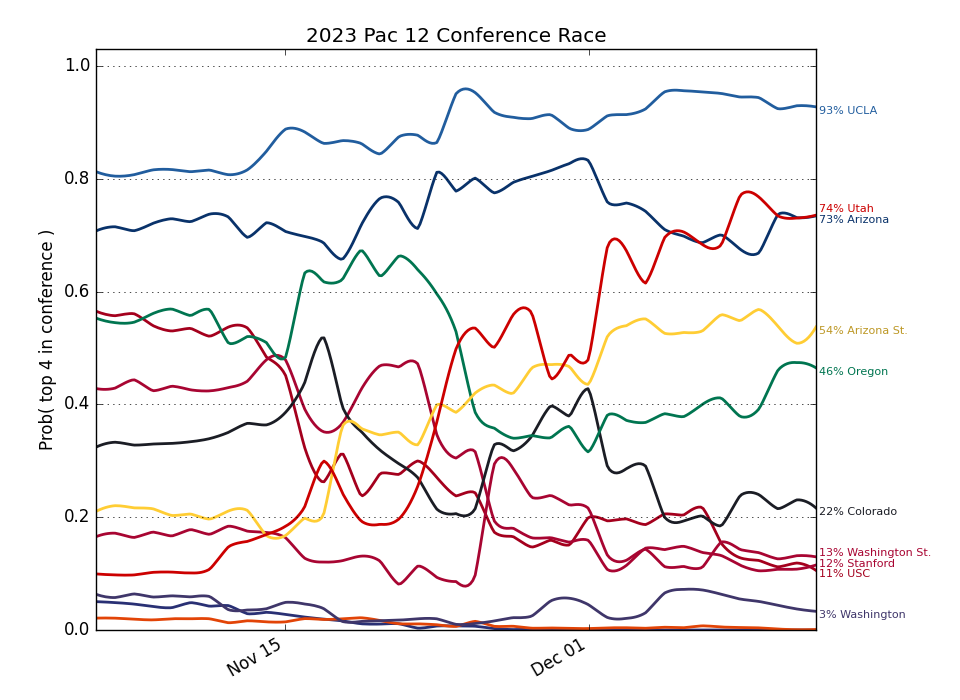 2023 Pac 12 Conference Race
Prob( top 4 in conference )
1.0
0.8
0.6
0.4
0.2
0.0
Nov 15
Dec 01
93% UCLA
74% Utah
73% Arizona
54% Arizona St.
46% Oregon
22% Colorado
13% Washington St.
12% Stanford
11% USC
3% Washington